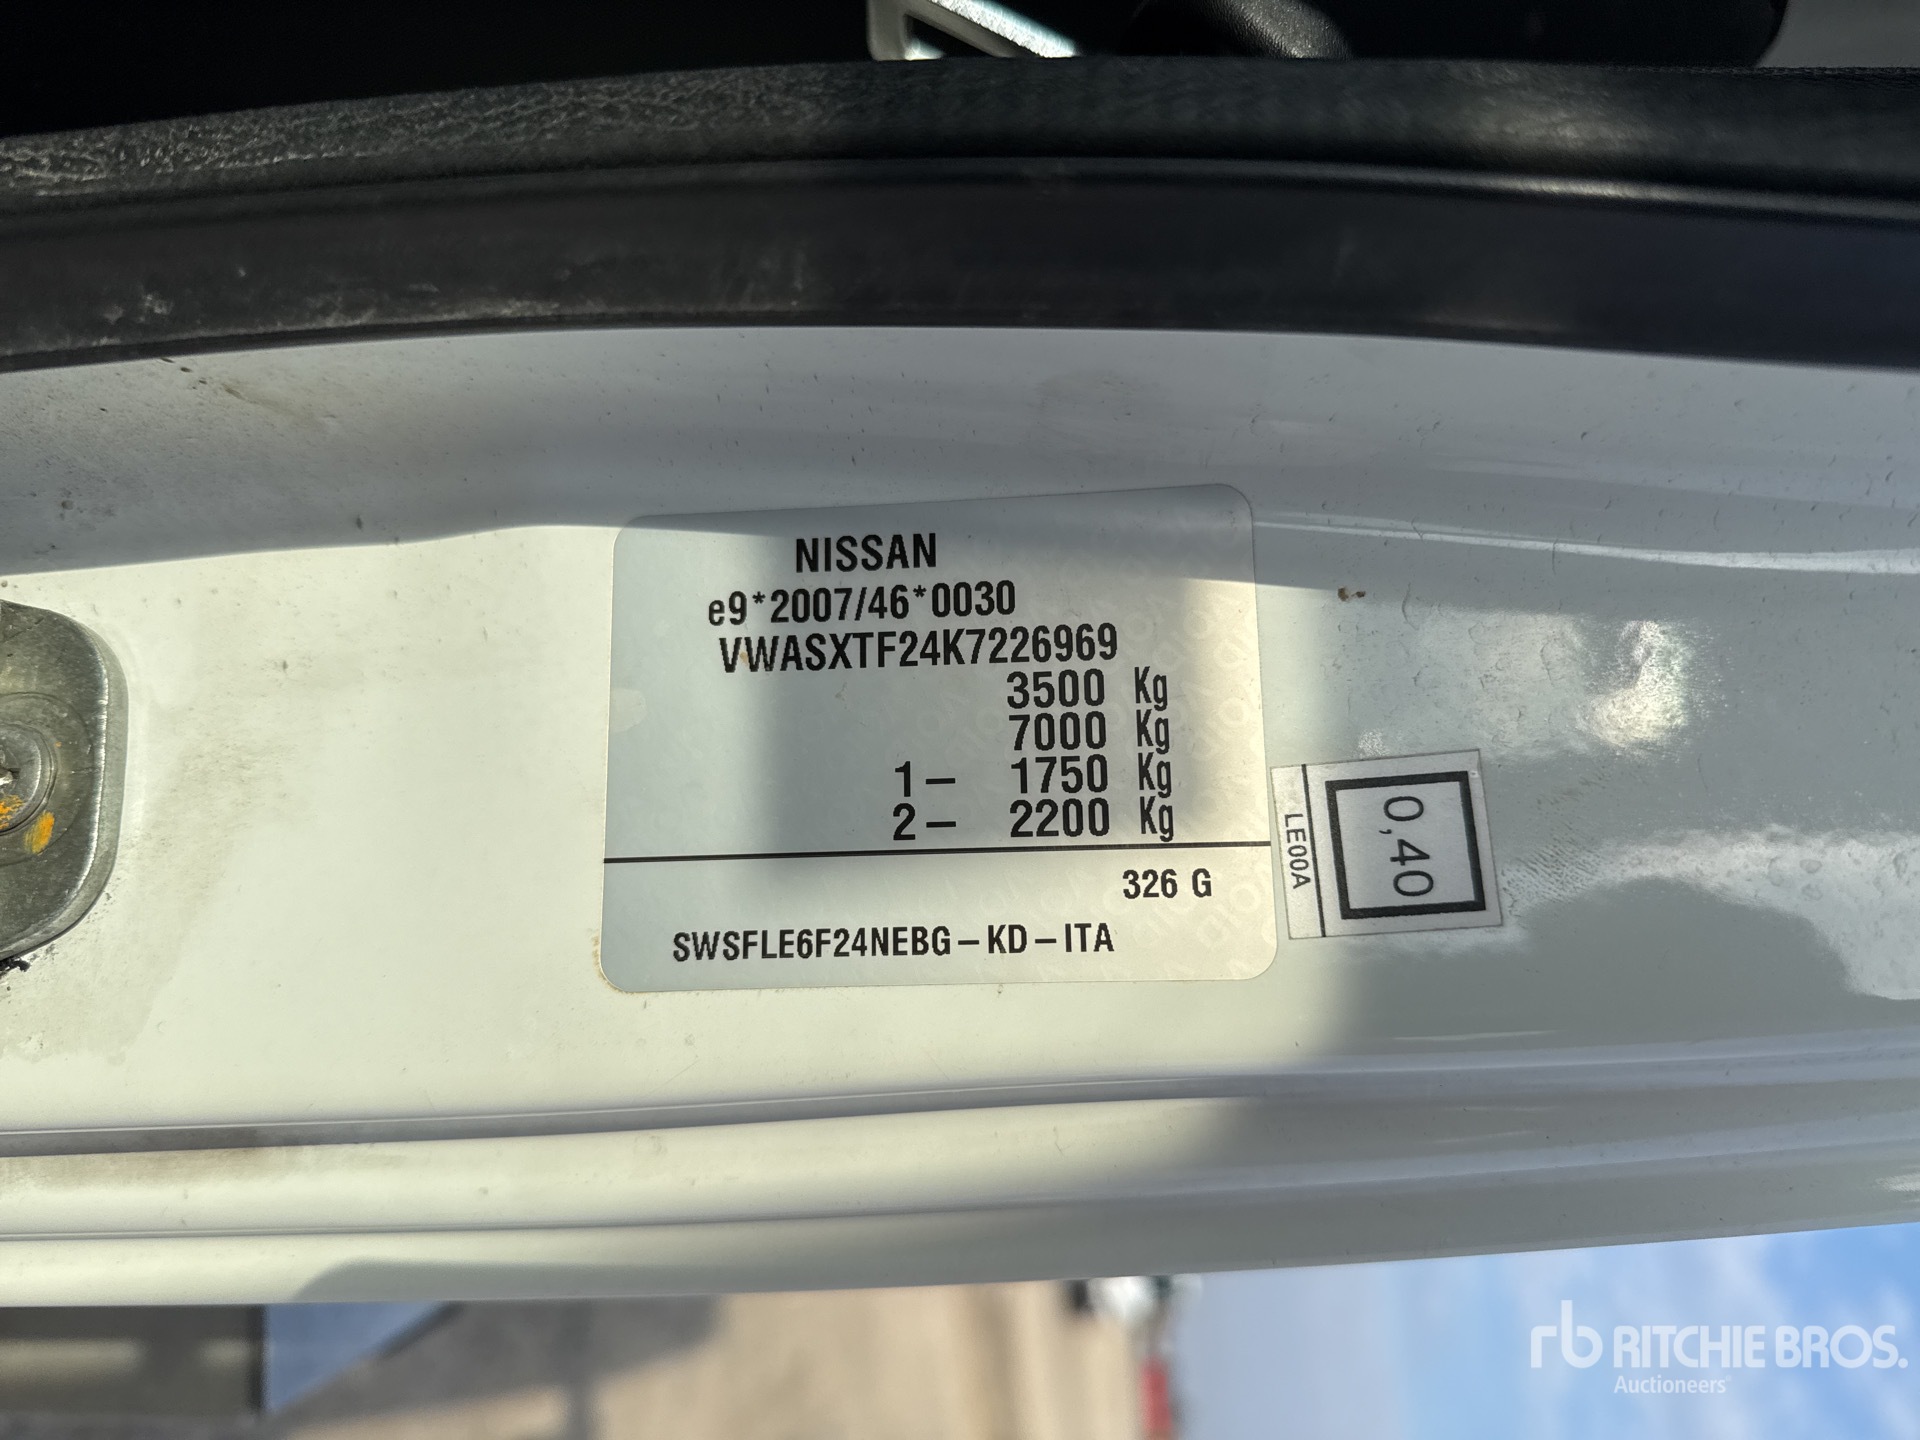 NISSAN
e9*2007/46*0030
VWASXTF24K7226969
3500 Kg
7000 Kg
1- 1750 Kg
2- 2200 Kg
326 G
SWSFLE6F24NEBG-KD-ITA
LE00A
0,40
rb RITCHIE BROS.
Auctioneers